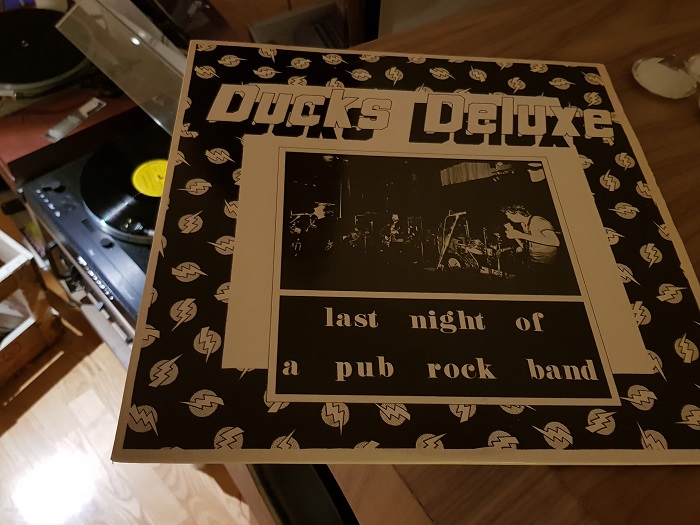 Ducks Deluxe
last night of
a pub rock band